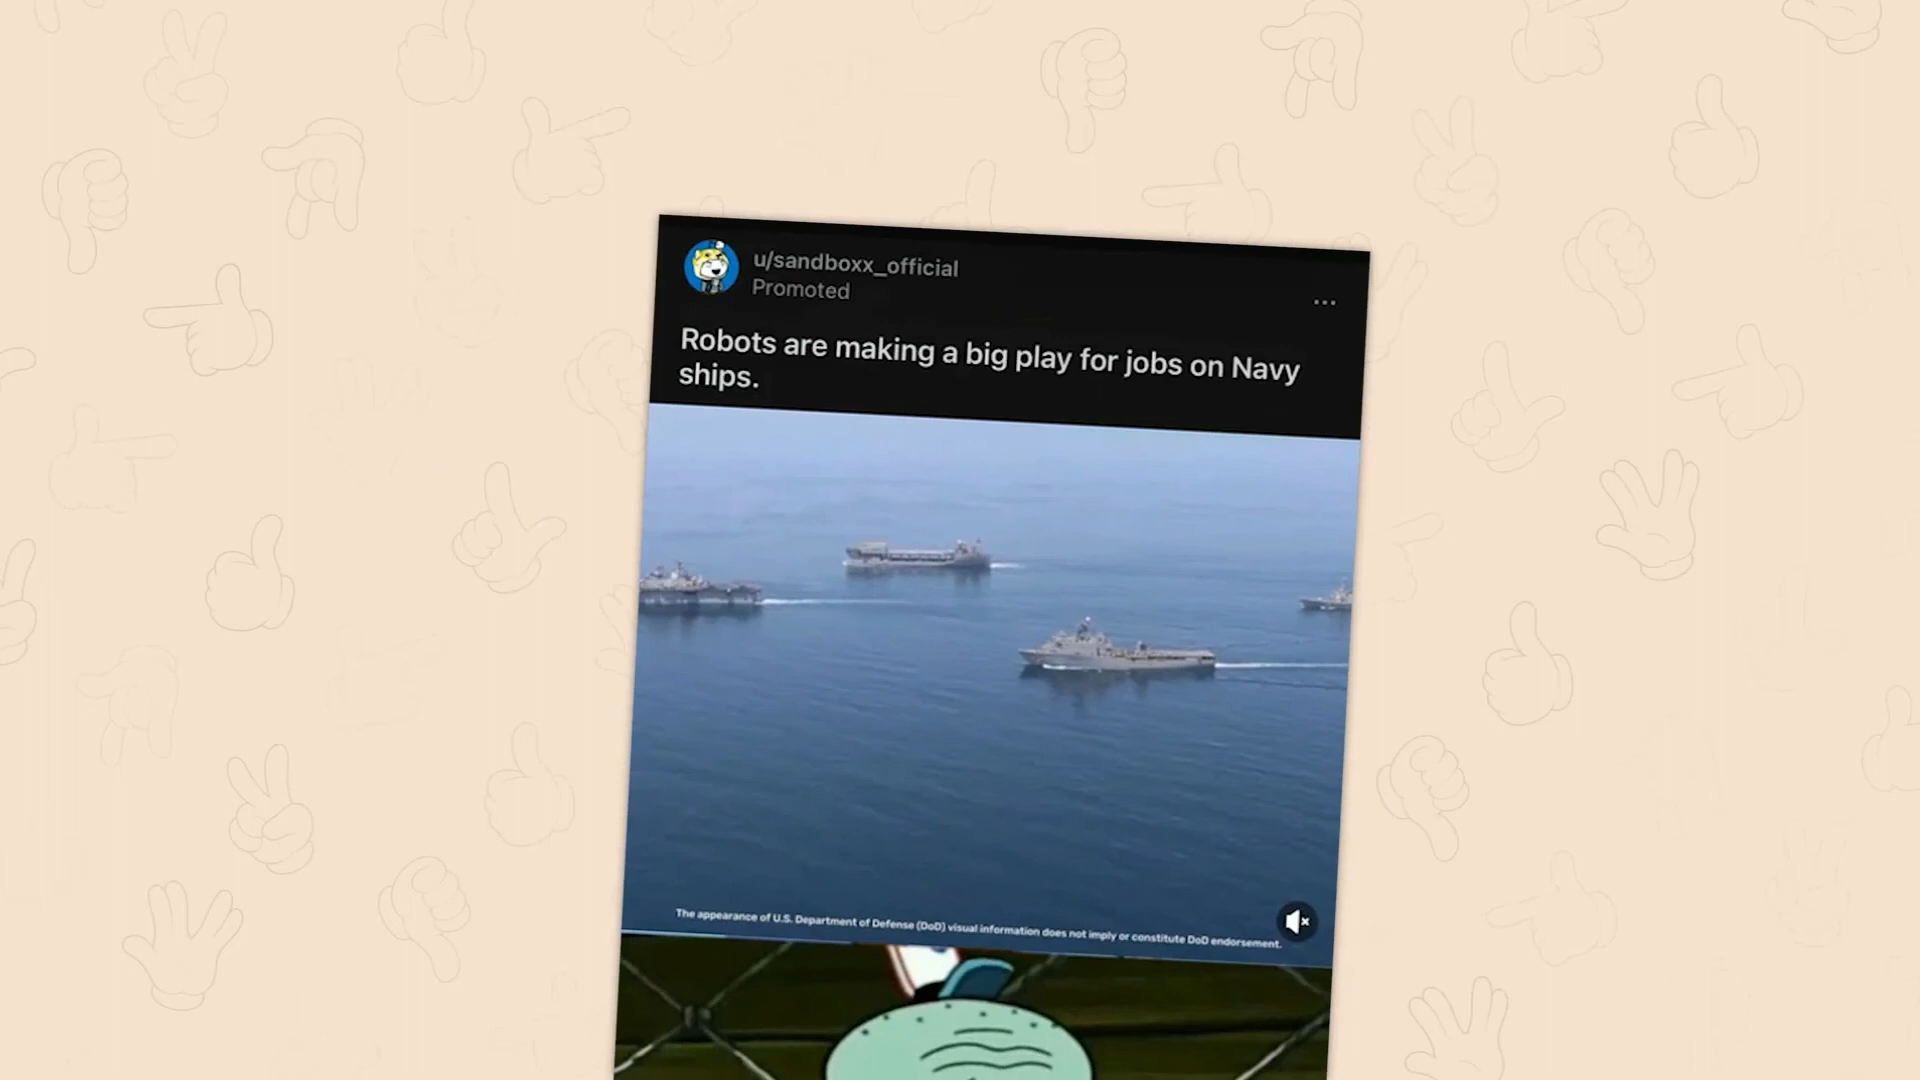 u/sandboxx_official
Promoted
Robots are making a big play for jobs on Navy
ships.
The appearance of U.S. Department of Defense (DoD) visual information does not imply or constitute DoD endorsement.